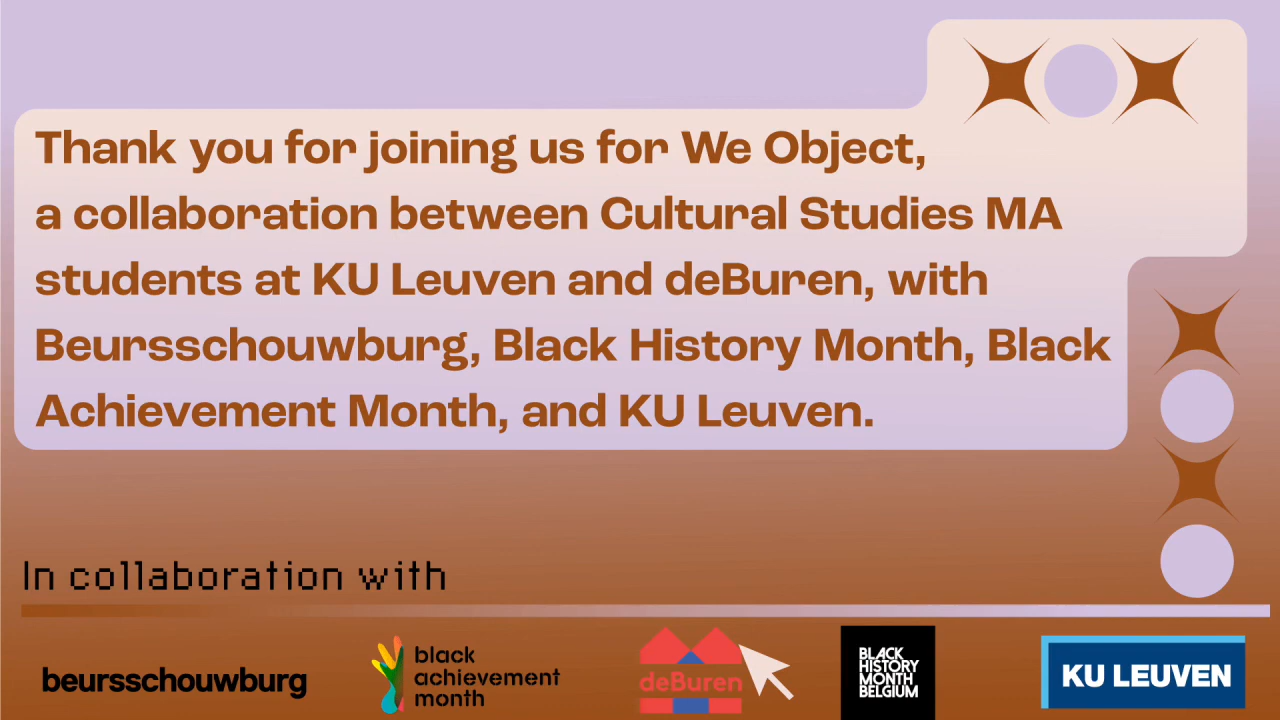 Thank you for joining us for We Object,
a collaboration between Cultural Studies MA
students at KU Leuven and deBuren, with
Beursschouwburg, Black History Month, Black
Achievement Month, and KU Leuven.
In collaboration with
beursschouwburg
black
achievement
month
deBuren
BLACK
HISTORY
MONTH
BELGIUM
KU LEUVEN